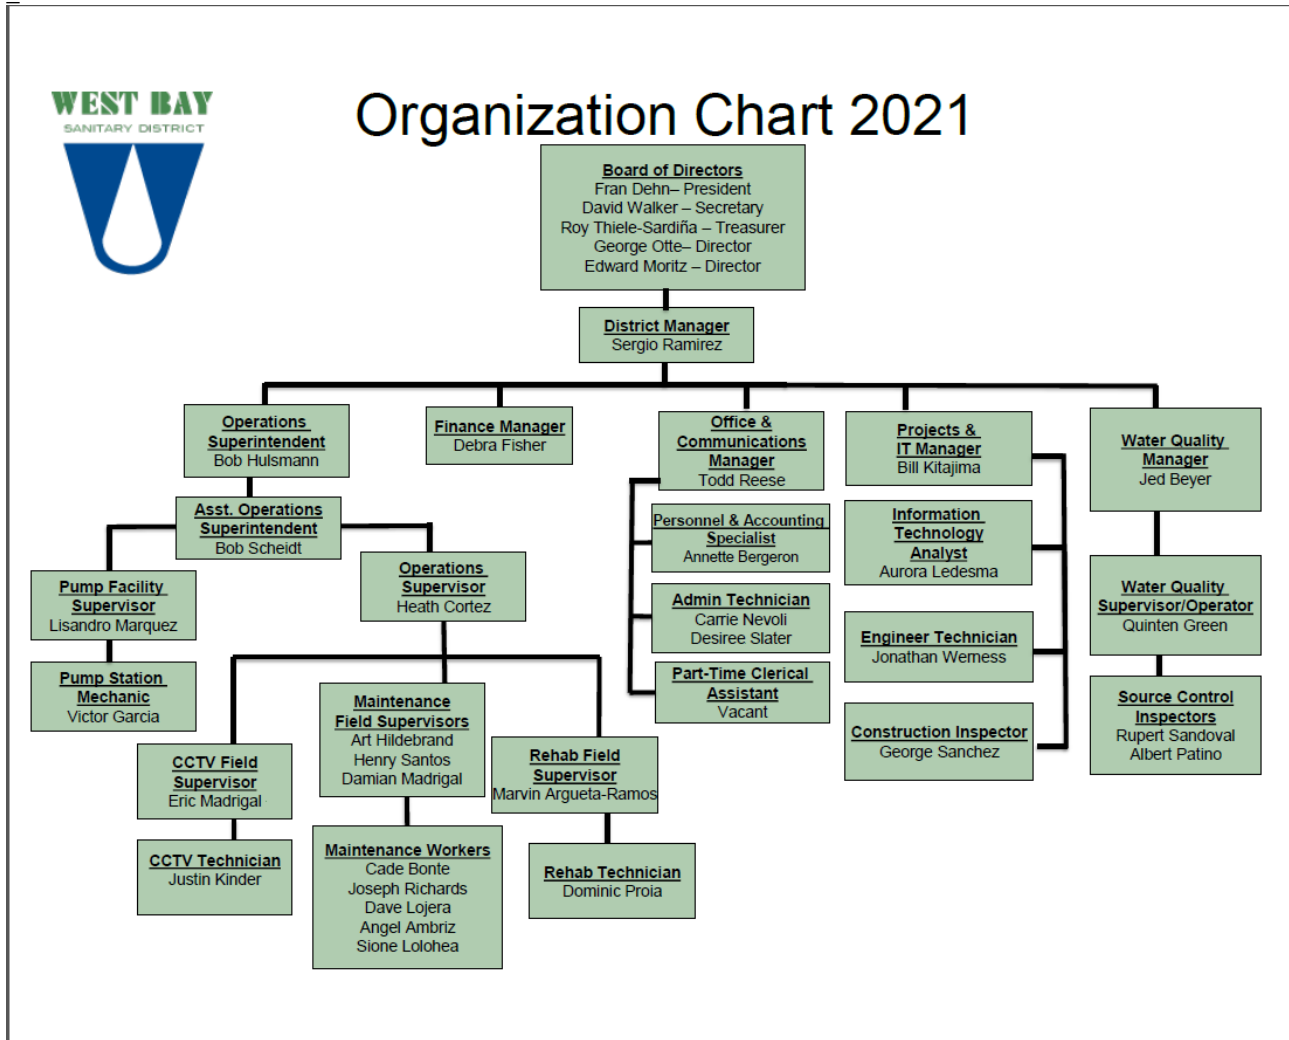 WEST BAY
SANITARY DISTRICT
Organization Chart 2021
Board of Directors
Fran Dehn– President
David Walker – Secretary
Roy Thiele-Sardiña – Treasurer
George Otte– Director
Edward Moritz – Director
District Manager
Sergio Ramirez
Operations
Superintendent
Bob Hulsmann
Finance Manager
Debra Fisher
Office &
Communications
Manager
Todd Reese
Projects &
IT Manager
Bill Kitajima
Water Quality
Manager
Jed Beyer
Asst. Operations
Superintendent
Bob Scheidt
Personnel & Accounting
Specialist
Annette Bergeron
Information
Technology
Analyst
Aurora Ledesma
Pump Facility
Supervisor
Lisandro Marquez
Operations
Supervisor
Heath Cortez
Admin Technician
Carrie Nevoli
Desiree Slater
Engineer Technician
Jonathan Werness
Water Quality
Supervisor/Operator
Quinten Green
Pump Station
Mechanic
Victor Garcia
Part-Time Clerical
Assistant
Vacant
Construction Inspector
George Sanchez
Source Control
Inspectors
Rupert Sandoval
Albert Patino
CCTV Field
Supervisor
Eric Madrigal
Maintenance
Field Supervisors
Art Hildebrand
Henry Santos
Damian Madrigal
Rehab Field
Supervisor
Marvin Argueta-Ramos
CCTV Technician
Justin Kinder
Maintenance Workers
Cade Bonte
Joseph Richards
Dave Lojera
Angel Ambriz
Sione Lolohea
Rehab Technician
Dominic Proia